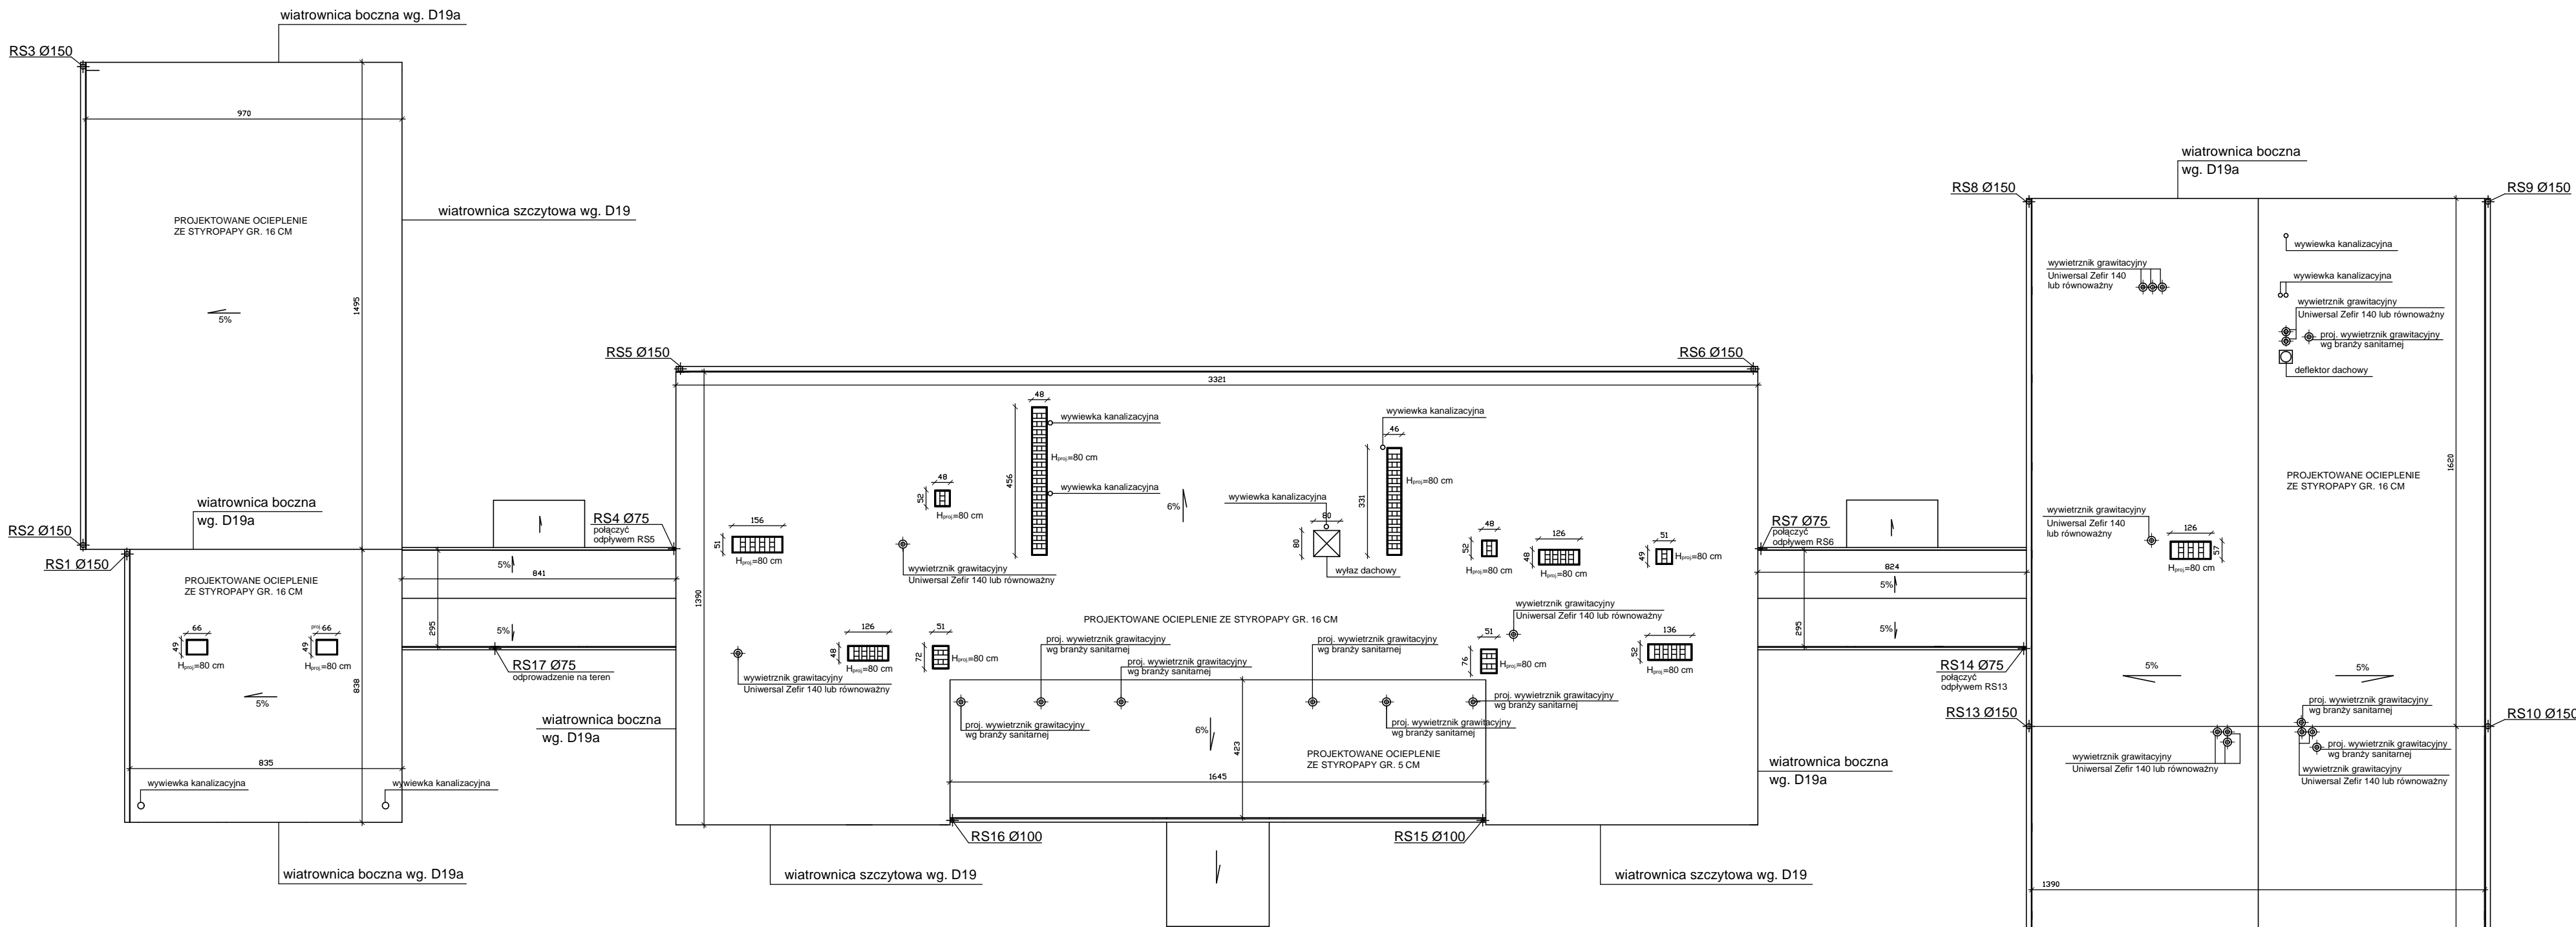 wiatrownica boczna wg. D19a
RS3 Ø150
970
PROJEKTOWANE OCIEPLENIE
ZE STYROPAPY GR. 16 CM
wiatrownica szczytowa wg. D19
1495
5%
wiatrownica boczna
wg. D19a
RS2 Ø150
RS1 Ø150
PROJEKTOWANE OCIEPLENIE
ZE STYROPAPY GR. 16 CM
66
49
Hproj=80 cm
proj. 66
49
Hproj=80 cm
838
5%
835
wywiewka kanalizacyjna
wywiewka kanalizacyjna
wiatrownica boczna wg. D19a
RS4 Ø75
połączyć
odpływem RS5
5%
841
295
5%
RS17 Ø75
odprowadzenie na teren
RS5 Ø150
RS6 Ø150
3321
48
wywiewka kanalizacyjna
456
Hproj=80 cm
wywiewka kanalizacyjna
48
52
Hproj=80 cm
156
51
Hproj=80 cm
wywietrznik grawitacyjny
Uniwersal Zefir 140 lub równoważny
6%
wywiewka kanalizacyjna
46
331
Hproj=80 cm
wywiewka kanalizacyjna
80
80
wyłaz dachowy
48
52
Hproj=80 cm
126
48
Hproj=80 cm
51
49
Hproj=80 cm
1390
PROJEKTOWANE OCIEPLENIE ZE STYROPAPY GR. 16 CM
wywietrznik grawitacyjny
Uniwersal Zefir 140 lub równoważny
126
48
Hproj=80 cm
51
72
Hproj=80 cm
wywietrznik grawitacyjny
Uniwersal Zefir 140 lub równoważny
proj. wywietrznik grawitacyjny
wg branży sanitarnej
proj. wywietrznik grawitacyjny
wg branży sanitarnej
proj. wywietrznik grawitacyjny
wg branży sanitarnej
51
76
Hproj=80 cm
136
52
Hproj=80 cm
proj. wywietrznik grawitacyjny
wg branży sanitarnej
proj. wywietrznik grawitacyjny
wg branży sanitarnej
proj. wywietrznik grawitacyjny
wg branży sanitarnej
6%
423
PROJEKTOWANE OCIEPLENIE
ZE STYROPAPY GR. 5 CM
1645
wiatrownica boczna
wg. D19a
wiatrownica boczna
wg. D19a
RS16 Ø100
RS15 Ø100
wiatrownica szczytowa wg. D19
wiatrownica szczytowa wg. D19
RS7 Ø75
połączyć
odpływem RS6
824
5%
295
5%
RS14 Ø75
połączyć
odpływem RS13
wiatrownica boczna
wg. D19a
RS8 Ø150
RS9 Ø150
wywiewka kanalizacyjna
wywietrznik grawitacyjny
Uniwersal Zefir 140
lub równoważny
wywiewka kanalizacyjna
wywietrznik grawitacyjny
Uniwersal Zefir 140 lub równoważny
proj. wywietrznik grawitacyjny
wg branży sanitarnej
deflektor dachowy
1620
PROJEKTOWANE OCIEPLENIE
ZE STYROPAPY GR. 16 CM
wywietrznik grawitacyjny
Uniwersal Zefir 140
lub równoważny
126
57
Hproj=80 cm
5%
5%
RS13 Ø150
RS10 Ø150
proj. wywietrznik grawitacyjny
wg branży sanitarnej
proj. wywietrznik grawitacyjny
wg branży sanitarnej
wywietrznik grawitacyjny
Uniwersal Zefir 140 lub równoważny
wywietrznik grawitacyjny
Uniwersal Zefir 140 lub równoważny
1390